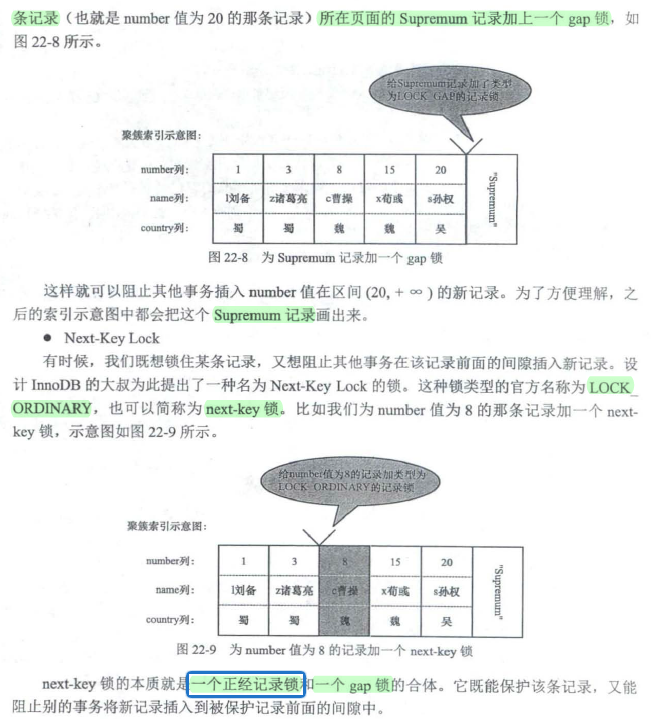 条记录（也就是 number 值为 20 的那条记录）所在页面的 Supremum 记录加上一个 gap 锁，如
图 22-8 所示。
给Supremum记录加了类型
为LOCK_GAP的记录锁
聚簇索引示意图：
number列： 1 3 8 15 20
name列： l刘备 z诸葛亮 c曹操 x荀彧 s孙权 "Supremum"
country列： 蜀 蜀 魏 魏 吴
图 22-8 为 Supremum 记录加一个 gap 锁
这样就可以阻止其他事务插入 number 值在区间 (20, + ∞ ) 的新记录。为了方便理解，之
后的索引示意图中都会把这个 Supremum 记录画出来。
● Next-Key Lock
有时候，我们既想锁住某条记录，又想阻止其他事务在该记录前面的间隙插入新记录。设
计 InnoDB 的大叔为此提出了一种名为 Next-Key Lock 的锁。这种锁类型的官方名称为 LOCK_
ORDINARY，也可以简称为 next-key 锁。比如我们为 number 值为 8 的那条记录加一个 next-
key 锁，示意图如图 22-9 所示。
给number值为8的记录加类型为
LOCK_ORDINARY的记录锁
聚簇索引示意图：
number列： 1 3 8 15 20
name列： l刘备 z诸葛亮 c曹操 x荀彧 s孙权 "Supremum"
country列： 蜀 蜀 魏 魏 吴
图 22-9 为 number 值为 8 的记录加一个 next-key 锁
next-key 锁的本质就是一个正经记录锁和一个 gap 锁的合体。它既能保护该条记录，又能
阻止别的事务将新记录插入到被保护记录前面的间隙中。